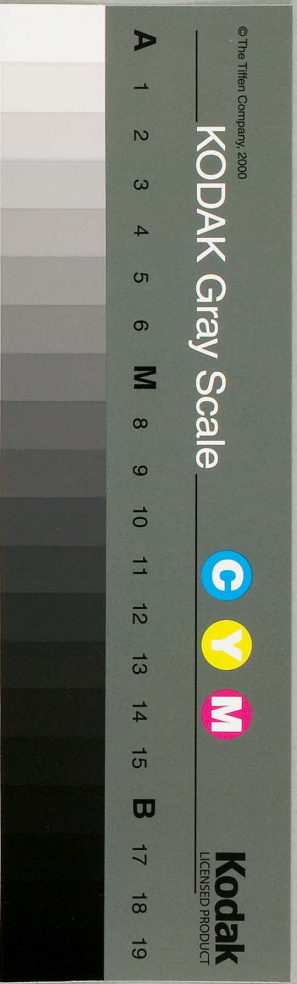 © The Tiffen Company, 2000
KODAK Gray Scale
C Y M
Kodak
LICENSED PRODUCT
A 1 2 3 4 5 6 M 8 9 10 11 12 13 14 15 B 17 18 19